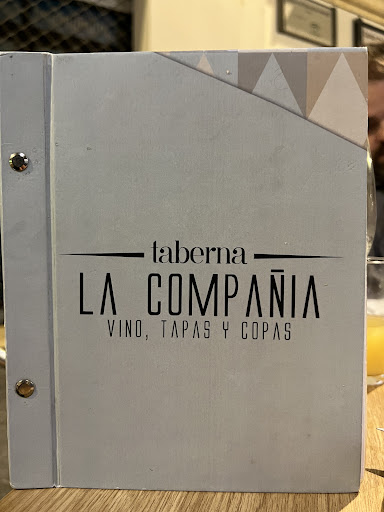 taberna
LA COMPAÑIA
VINO, TAPAS Y COPAS